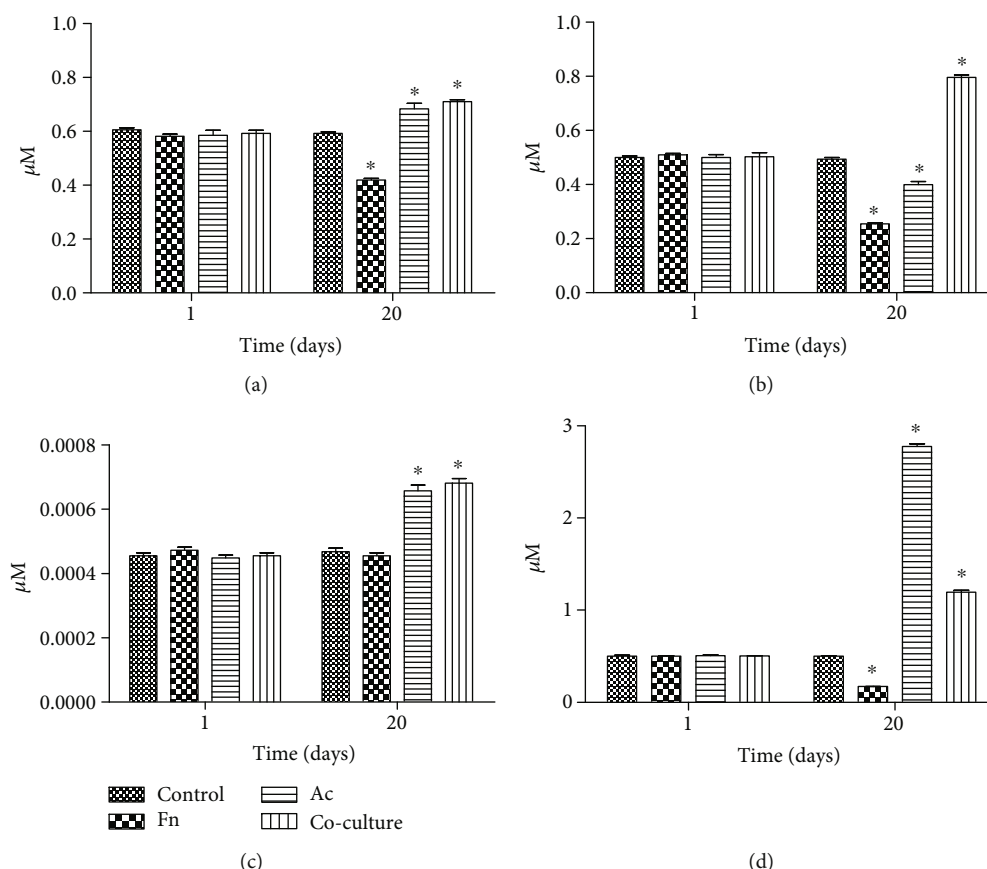 1.0
0.8
0.6
0.4
0.2
0.0
μM
* * *
1 20
Time (days)
(a)
1.0
0.8
0.6
0.4
0.2
0.0
μM
* * *
1 20
Time (days)
(b)
0.0008
0.0006
0.0004
0.0002
0.0000
μM
* *
1 20
Time (days)
Control Ac
Fn Co-culture
(c)
3
2
1
0
μM
* * *
1 20
Time (days)
(d)